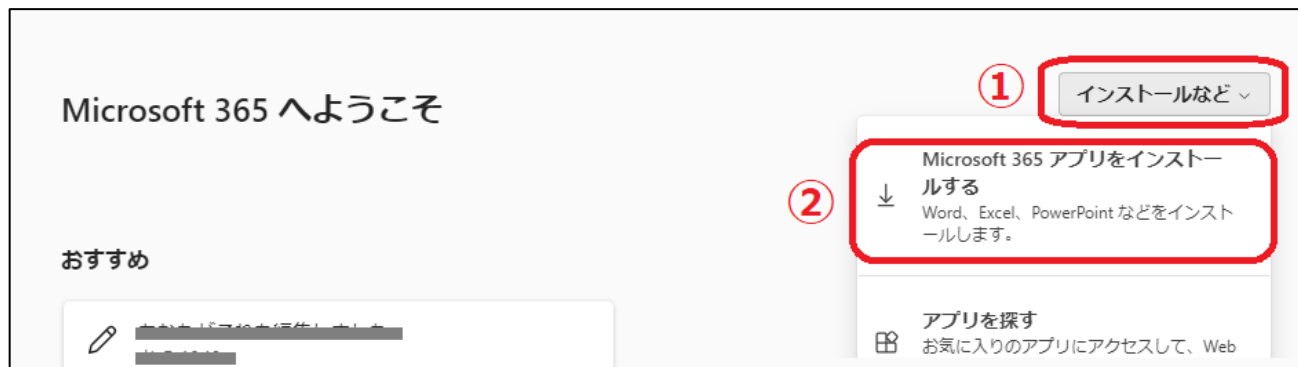 ①
インストールなど
Microsoft 365 へようこそ
②
Microsoft 365 アプリをインストー
ルする
Word、Excel、PowerPoint などをインスト
ールします。
おすすめ
アプリを探す
お気に入りのアプリにアクセスして、Web